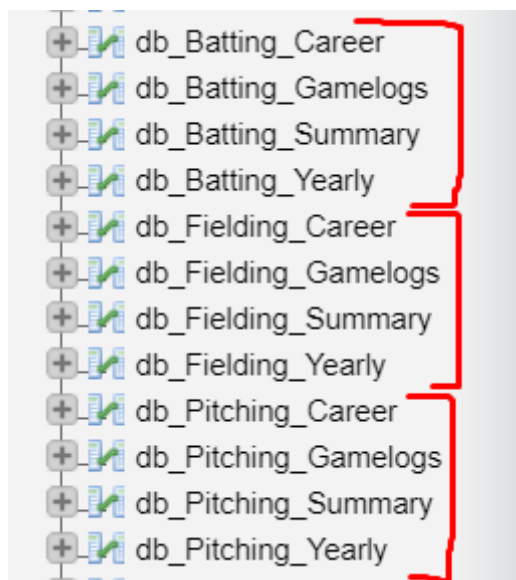 db_Batting_Career
db_Batting_Gamelogs
db_Batting_Summary
db_Batting_Yearly
db_Fielding_Career
db_Fielding_Gamelogs
db_Fielding_Summary
db_Fielding_Yearly
db_Pitching_Career
db_Pitching_Gamelogs
db_Pitching_Summary
db_Pitching_Yearly